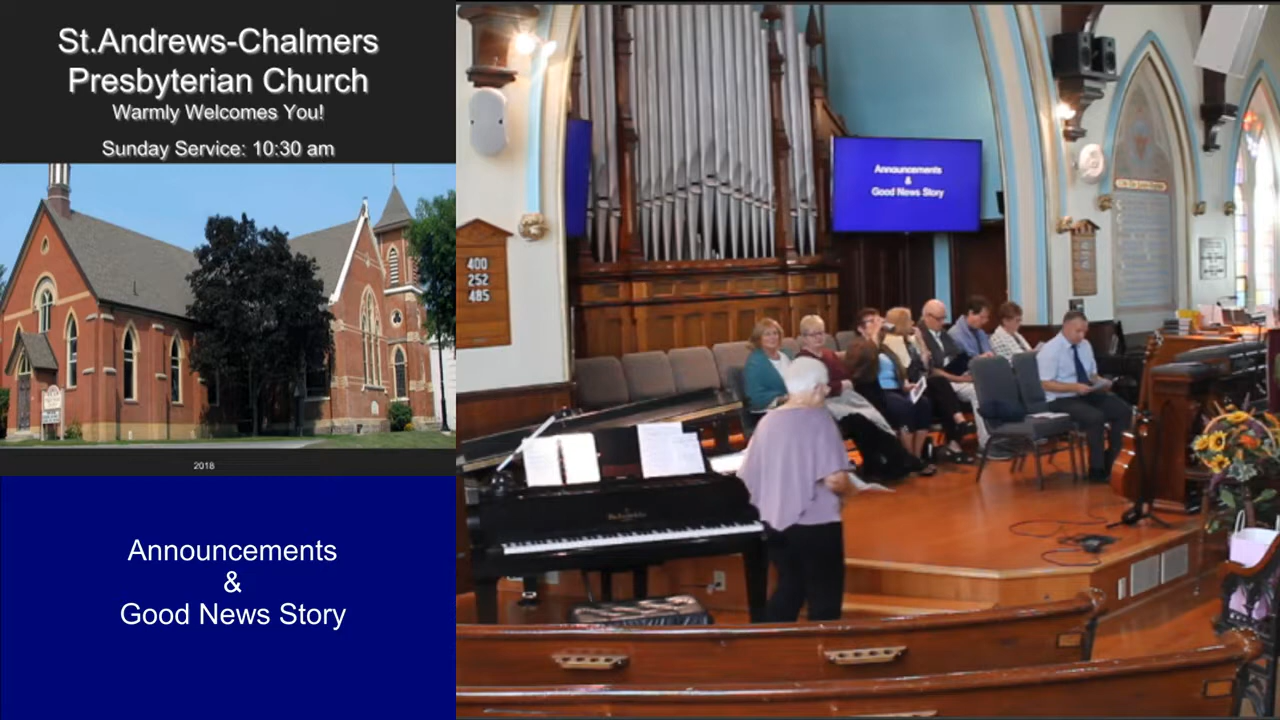 St.Andrews-Chalmers
Presbyterian Church
Warmly Welcomes You!
Sunday Service: 10:30 am
2018
Announcements
&
Good News Story
400
252
485
Announcements
&
Good News Story